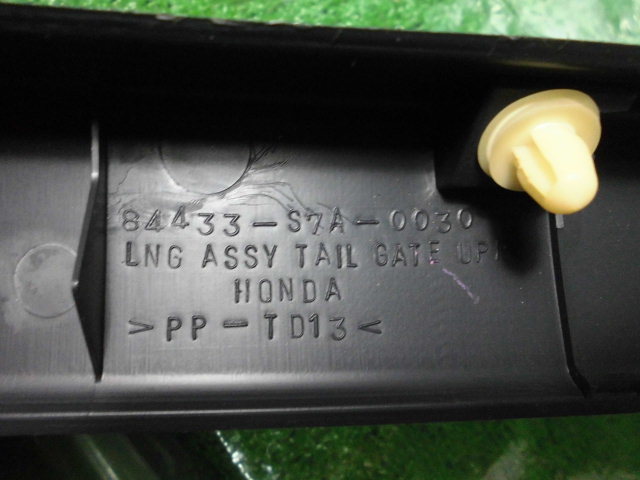 84433-S7A-0030
LNG ASSY TAIL GATE UP
HONDA
>PP-TD13<